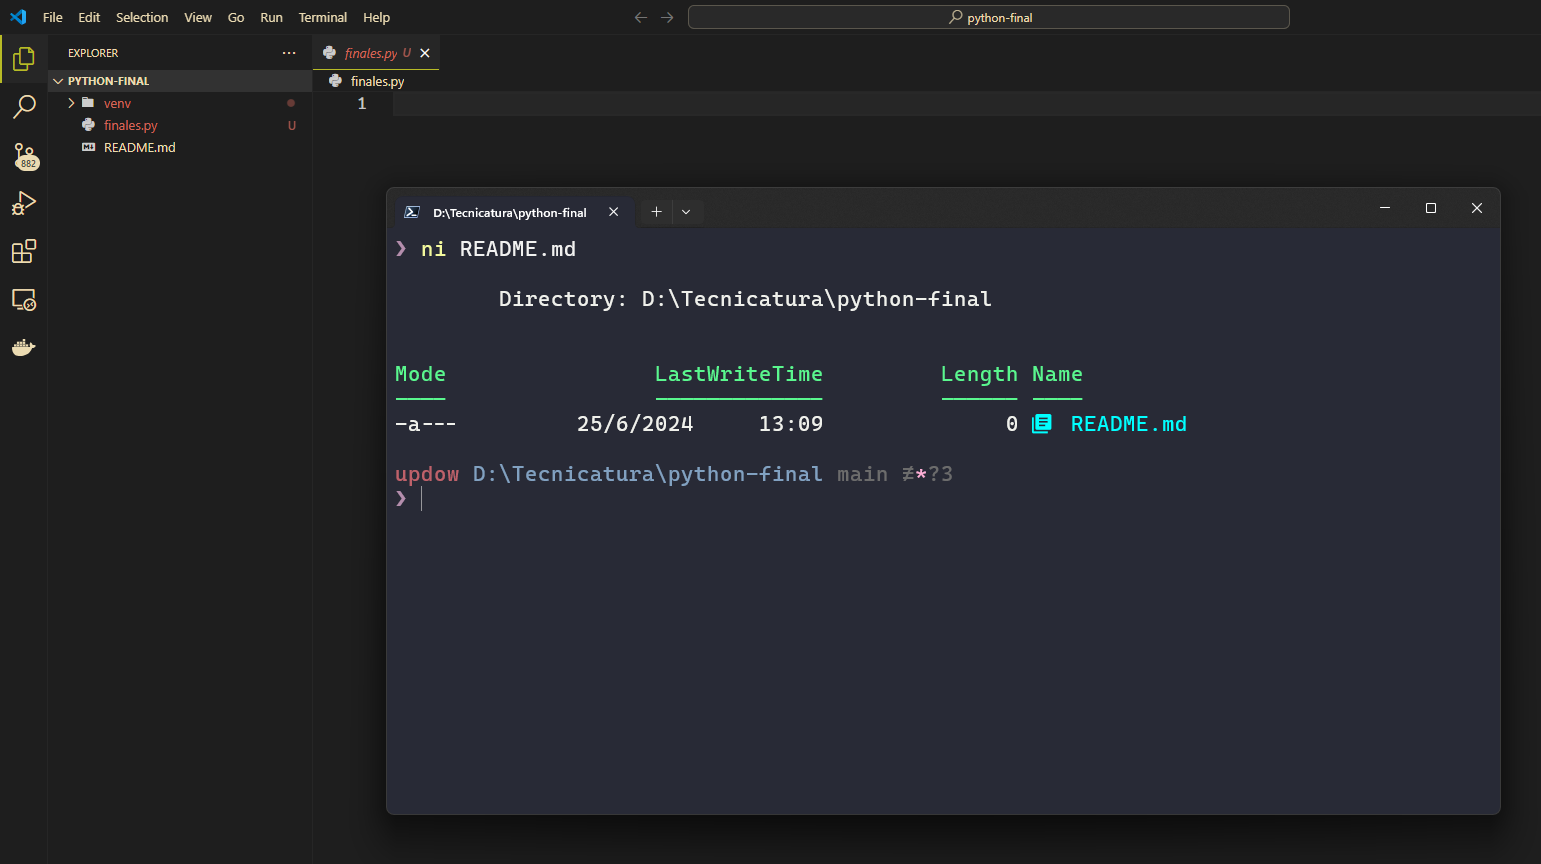 File Edit Selection View Go Run Terminal Help
python-final
EXPLORER
PYTHON-FINAL
venv
finales.py U
README.md
882
finales.py U
finales.py
1
D:\Tecnicatura\python-final
❯ ni README.md
Directory: D:\Tecnicatura\python-final
Mode LastWriteTime Length Name
-a--- 25/6/2024 13:09 0 README.md
updow D:\Tecnicatura\python-final main ≢*?3
❯